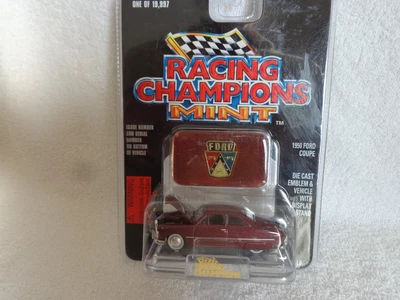 ONE OF 19,997
RACING
CHAMPIONS
MINT™
ISSUE NUMBER
AND SERIAL
NUMBER
ON BOTTOM
OF VEHICLE
FORD
1950 FORD
COUPE
DIE CAST
EMBLEM &
VEHICLE
WITH
DISPLAY
STAND